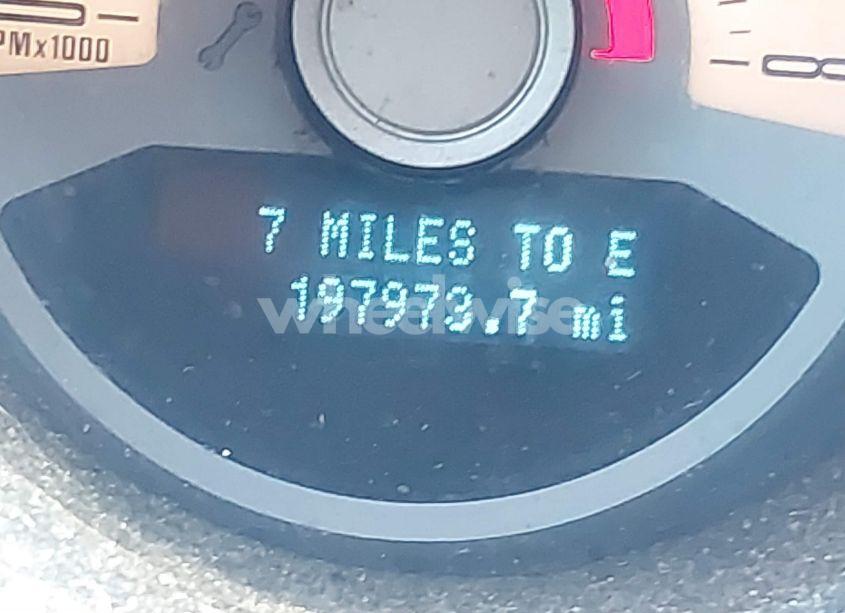 PMx1000
7 MILES TO E
197973.7 mi
wheelwise